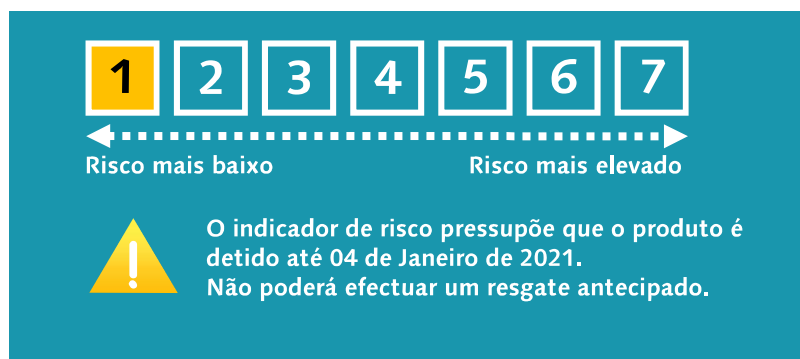 1 2 3 4 5 6 7
Risco mais baixo Risco mais elevado
O indicador de risco pressupõe que o produto é
detido até 04 de Janeiro de 2021.
Não poderá efectuar um resgate antecipado.